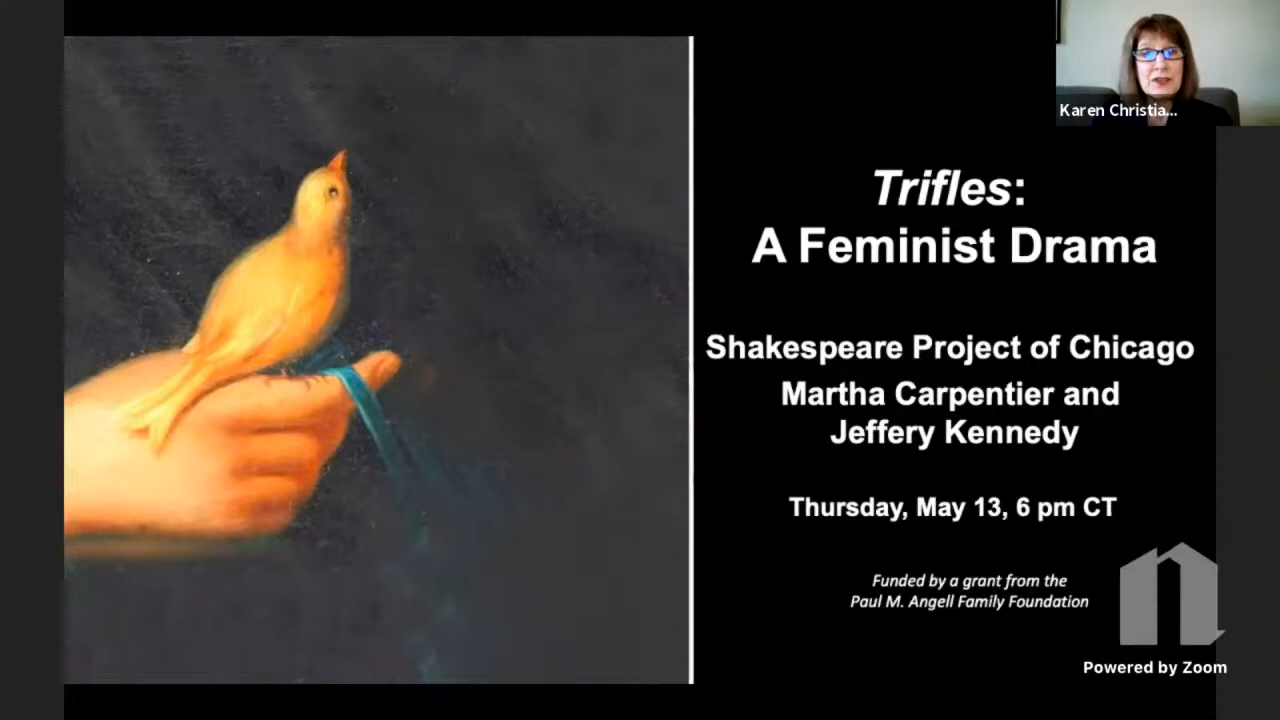 Karen Christia...
Trifles:
A Feminist Drama
Shakespeare Project of Chicago
Martha Carpentier and
Jeffery Kennedy
Thursday, May 13, 6 pm CT
Funded by a grant from the
Paul M. Angell Family Foundation
n
Powered by Zoom